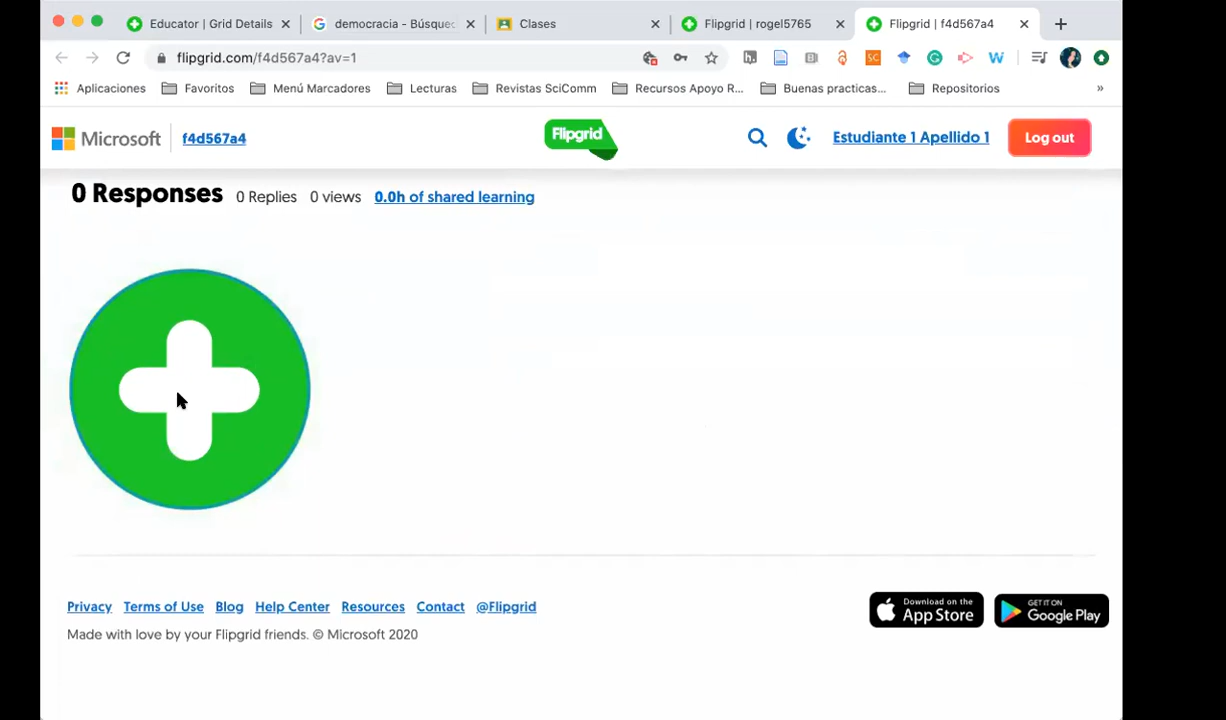 Educator | Grid Details
democracia - Búsque
Clases
Flipgrid | rogel5765
Flipgrid | f4d567a4
flipgrid.com/f4d567a4?av=1
Aplicaciones
Favoritos
Menú Marcadores
Lecturas
Revistas SciComm
Recursos Apoyo R...
Buenas practicas...
Repositorios
»
Microsoft
f4d567a4
Flipgrid
Estudiante 1 Apellido 1
Log out
0 Responses 0 Replies 0 views 0.0h of shared learning
Privacy Terms of Use Blog Help Center Resources Contact @Flipgrid
Made with love by your Flipgrid friends. © Microsoft 2020
Download on the
App Store
GET IT ON
Google Play